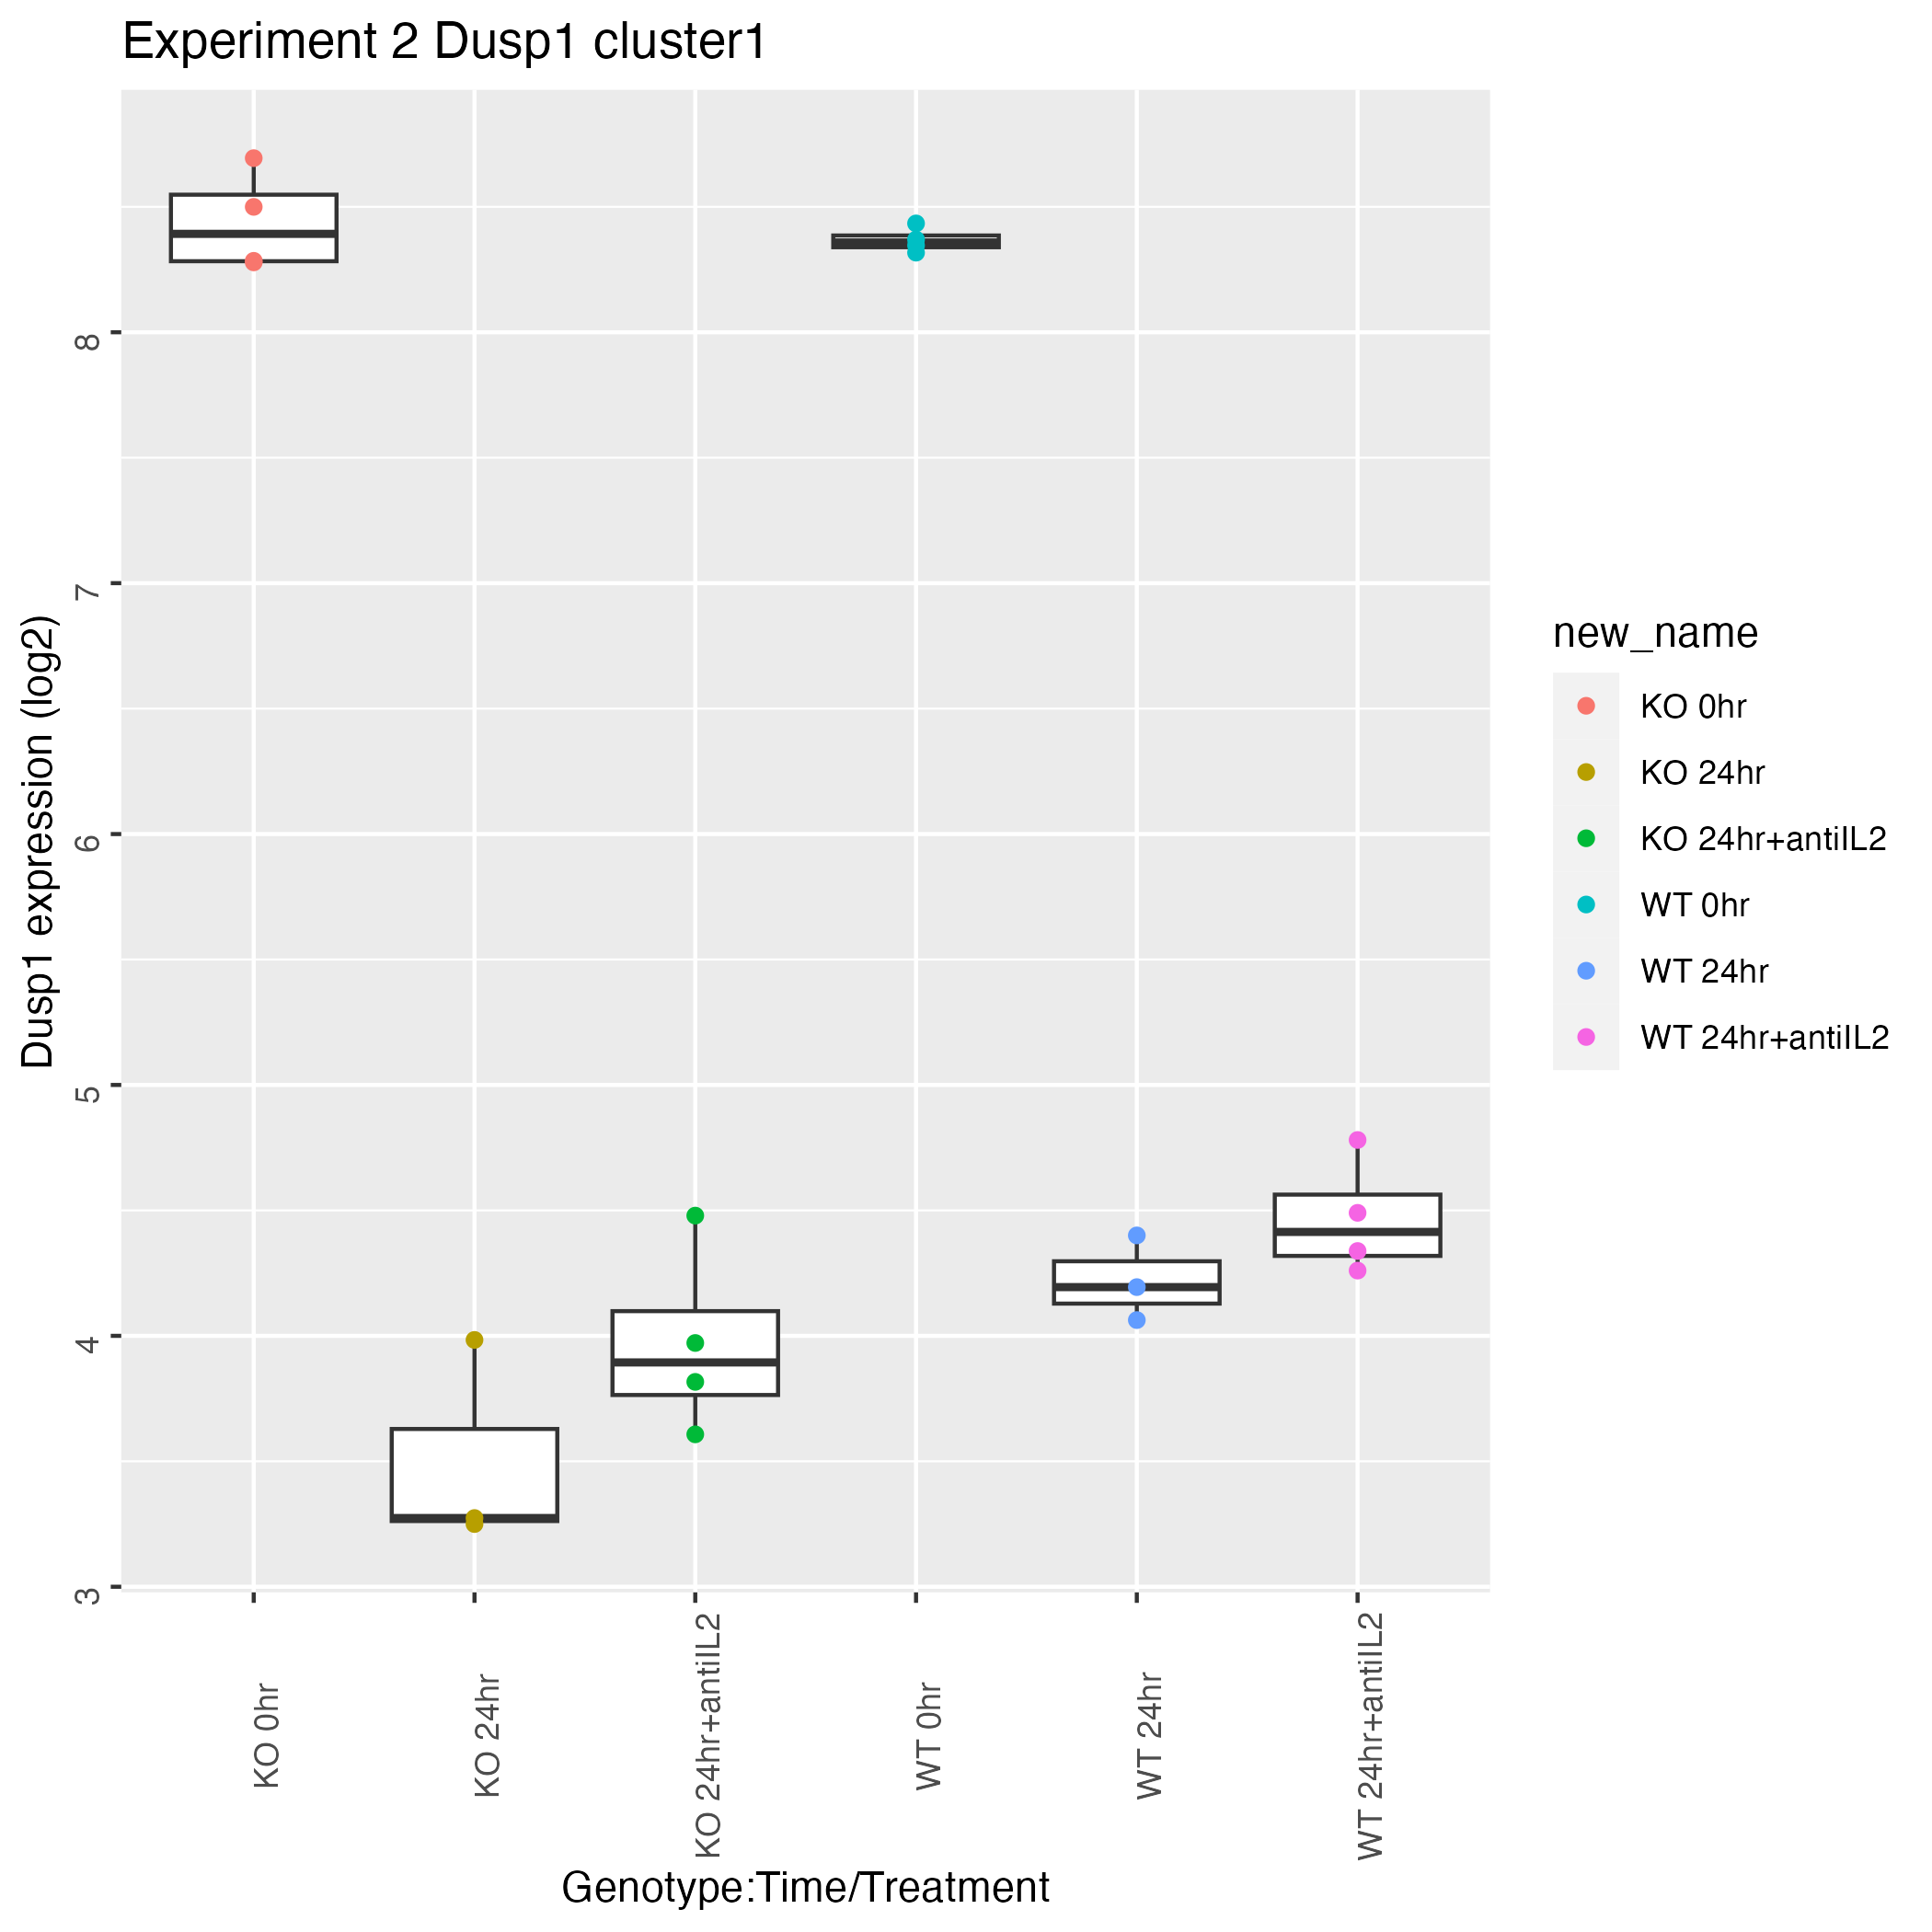 Experiment 2 Dusp1 cluster1
Dusp1 expression (log2)
8
7
6
5
4
3
KO 0hr
KO 24hr
KO 24hr+antiIL2
WT 0hr
WT 24hr
WT 24hr+antiIL2
Genotype:Time/Treatment
new_name
KO 0hr
KO 24hr
KO 24hr+antiIL2
WT 0hr
WT 24hr
WT 24hr+antiIL2